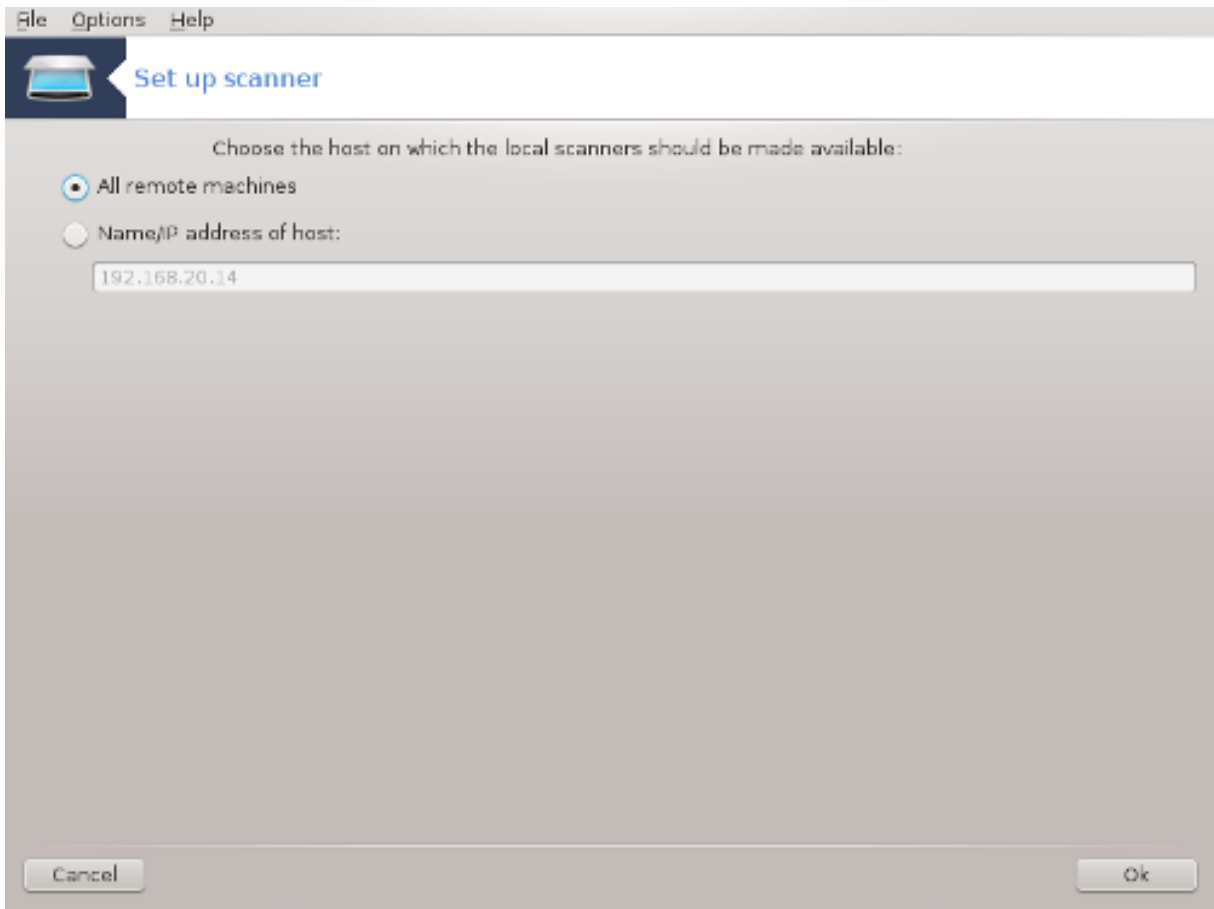 File Options Help
Set up scanner
Choose the host on which the local scanners should be made available:
All remote machines
Name/IP address of host:
192.168.20.14
Cancel Ok